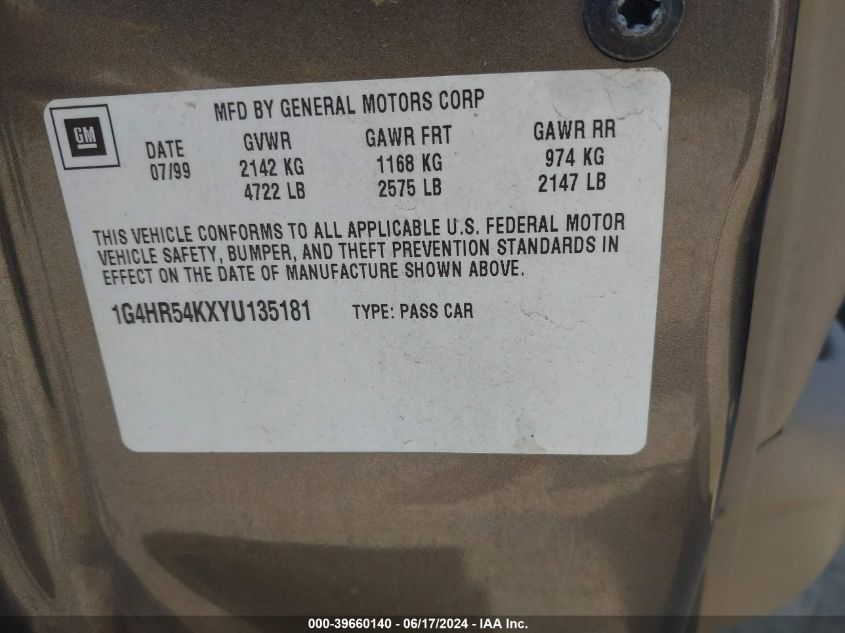 MFD BY GENERAL MOTORS CORP
GM
DATE GVWR GAWR FRT GAWR RR
07/99 2142 KG 1168 KG 974 KG
4722 LB 2575 LB 2147 LB
THIS VEHICLE CONFORMS TO ALL APPLICABLE U.S. FEDERAL MOTOR
VEHICLE SAFETY, BUMPER, AND THEFT PREVENTION STANDARDS IN
EFFECT ON THE DATE OF MANUFACTURE SHOWN ABOVE.
1G4HR54KXYU135181 TYPE: PASS CAR
000-39660140 - 06/17/2024 - IAA Inc.